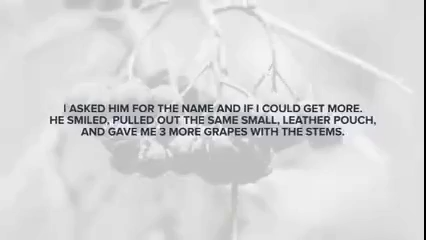 I ASKED HIM FOR THE NAME AND IF I COULD GET MORE.
HE SMILED, PULLED OUT THE SAME SMALL, LEATHER POUCH,
AND GAVE ME 3 MORE GRAPES WITH THE STEMS.